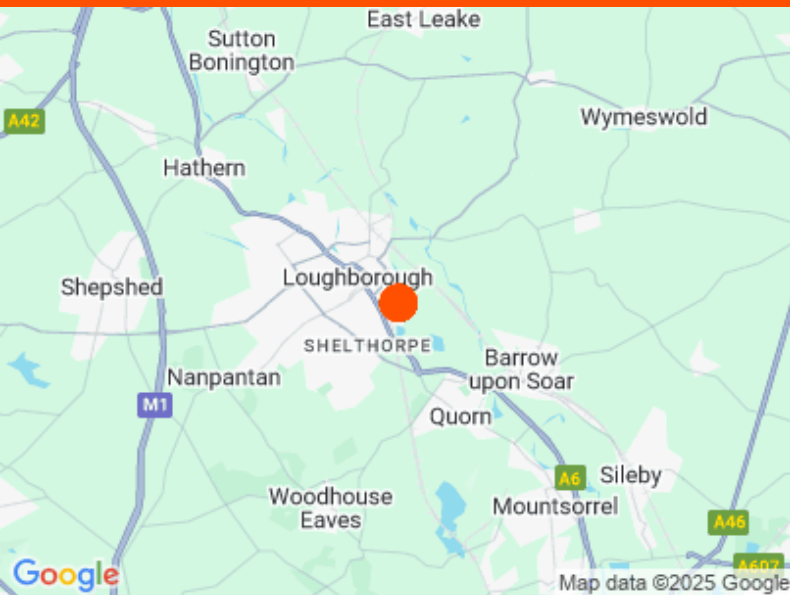 East Leake
Sutton
Bonington
Wymeswold
A42
Hathern
Loughborough
Shepshed
SHELTHORPE
Barrow
upon Soar
Nanpantan
M1
Quorn
Sileby
A6
Woodhouse
Eaves
Mountsorrel
A46
A607
Google
Map data ©2025 Google